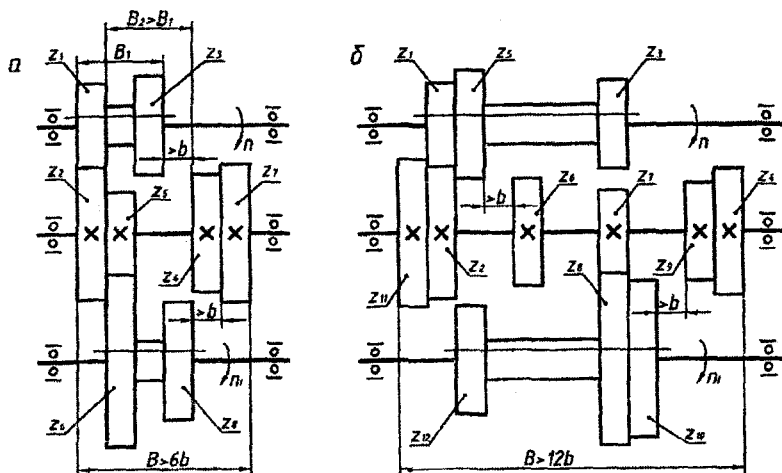 а
B₂>B₁
B₁
z₁
z₃
>b
n
z₂
z₅
z₇
z₄
>b
n₁
z₆
z₈
B>6b
б
z₁
z₅
z₃
n
>b
z₆
z₇
z₄
z₁₁
z₂
z₈
z₉
>b
n₁
z₁₂
z₁₀
B>12b